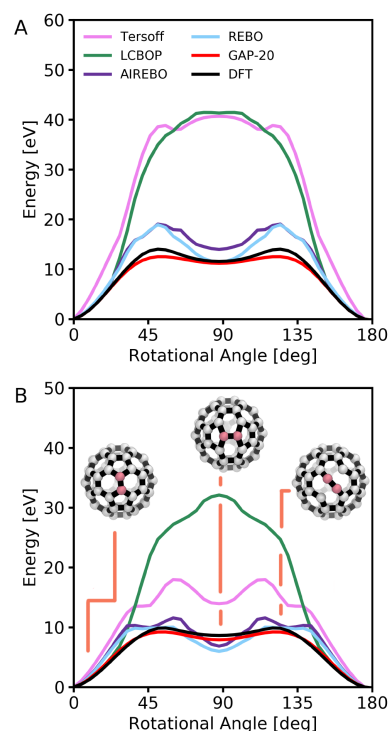 A
60
50
40
30
20
10
0
Energy [eV]
Tersoff
LCBOP
AIREBO
REBO
GAP-20
DFT
0 45 90 135 180
Rotational Angle [deg]
B
50
40
30
20
10
0
Energy [eV]
0 45 90 135 180
Rotational Angle [deg]